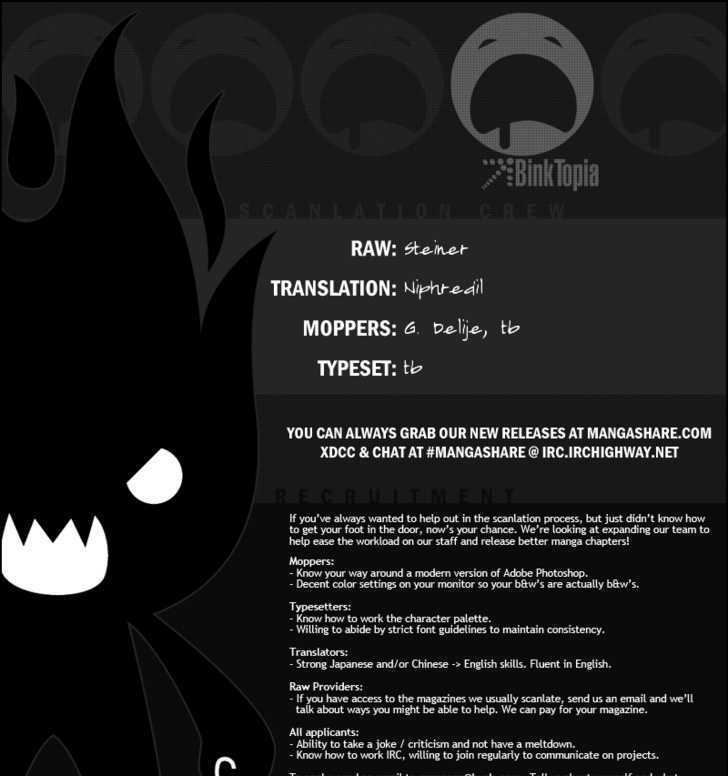 BinkTopia
SCANLATION CREW
RAW: Steiner
TRANSLATION: Niphredil
MOPPERS: G. Delije, tb
TYPESET: tb
YOU CAN ALWAYS GRAB OUR NEW RELEASES AT MANGASHARE.COM
XDCC & CHAT AT #MANGASHARE @ IRC.IRCHIGHWAY.NET
RECRUITMENT
If you've always wanted to help out in the scanlation process, but just didn't know how
to get your foot in the door, now's your chance. We're looking at expanding our team to
help ease the workload on our staff and release better manga chapters!
Moppers:
- Know your way around a modern version of Adobe Photoshop.
- Decent color settings on your monitor so your b&w's are actually b&w's.
Typesetters:
- Know how to work the character palette.
- Willing to abide by strict font guidelines to maintain consistency.
Translators:
- Strong Japanese and/or Chinese -> English skills. Fluent in English.
Raw Providers:
- If you have access to the magazines we usually scanlate, send us an email and we'll
talk about ways you might be able to help. We can pay for your magazine.
All applicants:
- Ability to take a joke / criticism and not have a meltdown.
- Know how to work IRC, willing to join regularly to communicate on projects.